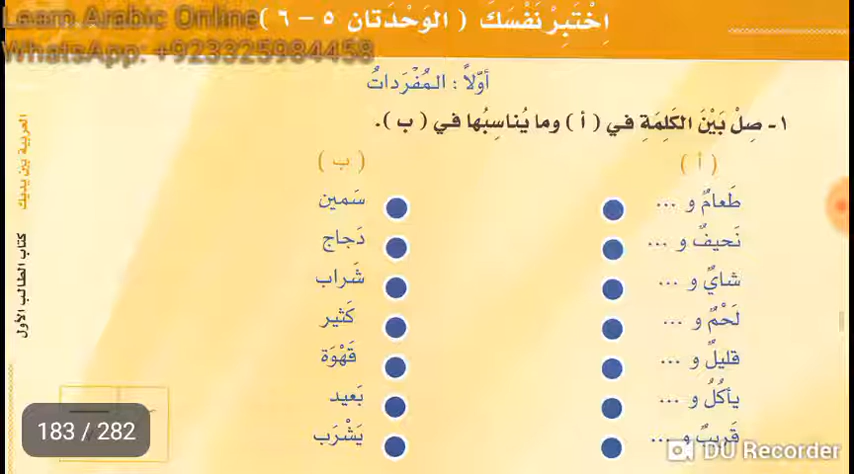 Learn Arabic Online
WhatsApp: +923325984458
اِخْتَبِرْ نَفْسَكَ ( الوَحْدَتان ٥ - ٦ )
أوّلاً : المُفْرَداتُ
١- صِلْ بَيْنَ الكَلِمَةِ في ( أ ) وما يُناسِبُها في ( ب ).
( أ ) ( ب )
طَعامٌ و ... سَمين
نَحيفٌ و ... دَجاج
شايٌ و ... شَراب
لَحْمٌ و ... كَثير
قليلٌ و ... قَهْوَة
يأكُلُ و ... بَعيد
قَريبٌ و ... يَشْرَب
العربية بين يديك
كتاب الطالب الأول
183 / 282
DU Recorder